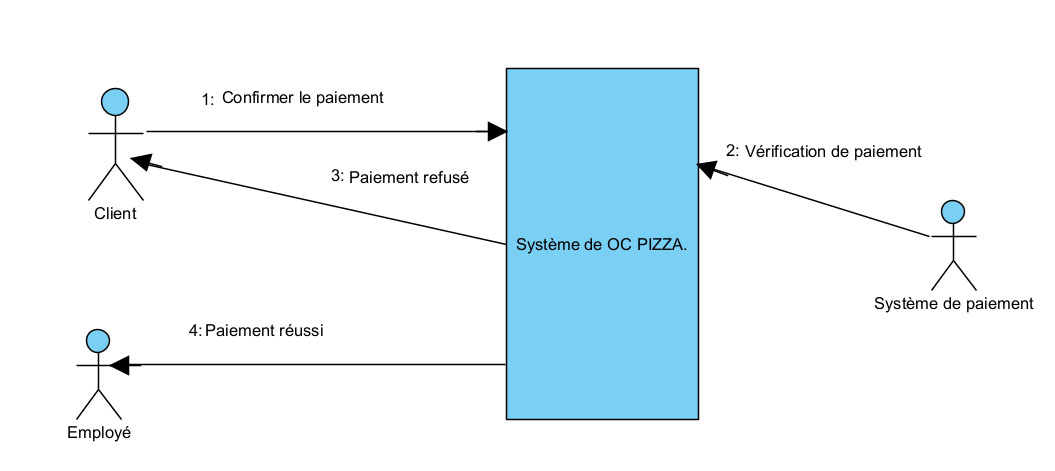 1: Confirmer le paiement
2: Vérification de paiement
3: Paiement refusé
Client
Système de OC PIZZA.
Système de paiement
4: Paiement réussi
Employé